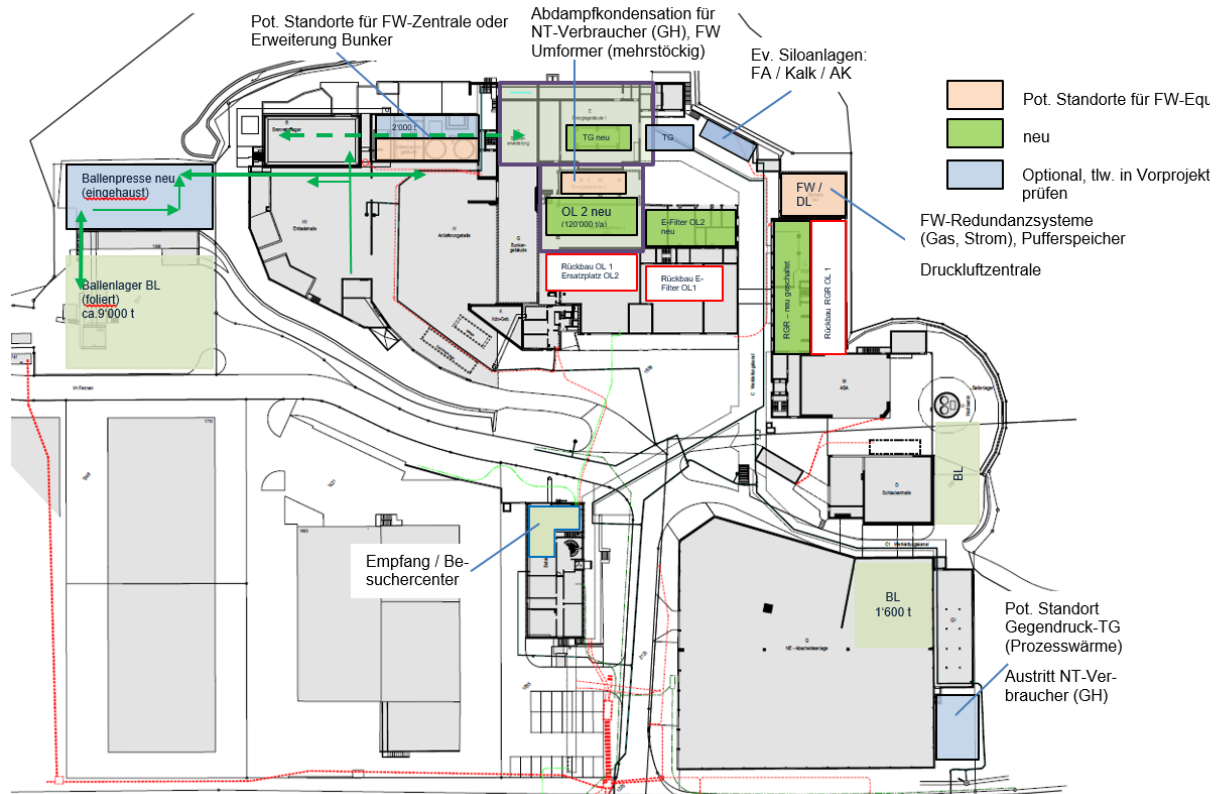 Pot. Standorte für FW-Zentrale oder
Erweiterung Bunker
Abdampfkondensation für
NT-Verbraucher (GH), FW
Umformer (mehrstöckig)
Ev. Siloanlagen:
FA / Kalk / AK
Pot. Standorte für FW-Equ
neu
Optional, tlw. in Vorprojekt
prüfen
2'000 t
TG neu
TG
Ballenpresse neu
(eingehaust)
OL 2 neu
(120'000 t/a)
E-Filter OL2
neu
FW /
DL
FW-Redundanzsysteme
(Gas, Strom), Pufferspeicher
Druckluftzentrale
Rückbau OL 1
Ersatzplatz OL2
Rückbau E-
Filter OL1
RGR – neu geschaltet
Rückbau RGR OL 1
Ballenlager BL
(foliert)
ca.9'000 t
BL
Schlackenhalle
Empfang / Be-
suchercenter
BL
1'600 t
NE - Abscheideanlage
Pot. Standort
Gegendruck-TG
(Prozesswärme)
Austritt NT-Ver-
braucher (GH)